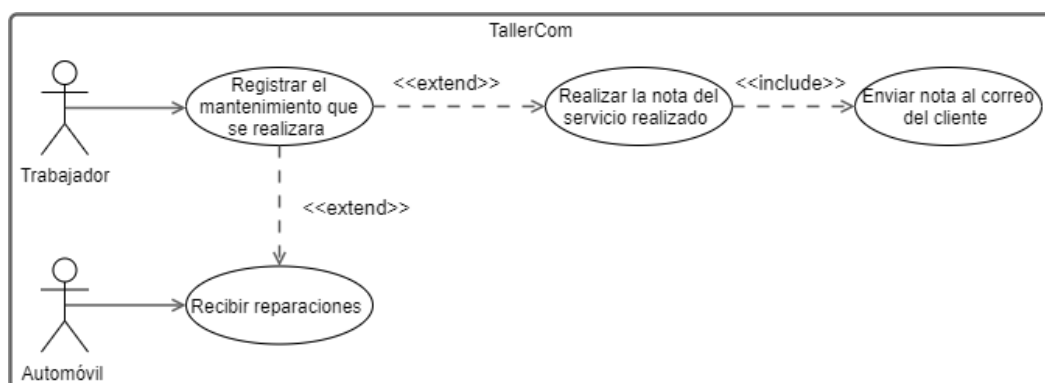 TallerCom
Registrar el
mantenimiento que
se realizara
<<extend>>
Realizar la nota del
servicio realizado
<<include>>
Enviar nota al correo
del cliente
Trabajador
<<extend>>
Recibir reparaciones
Automóvil